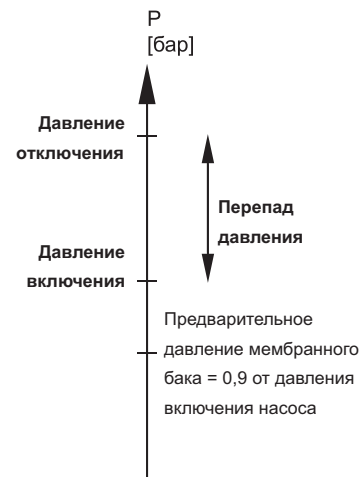 P
[бар]
Давление
отключения
Перепад
давления
Давление
включения
Предварительное
давление мембранного
бака = 0,9 от давления
включения насоса